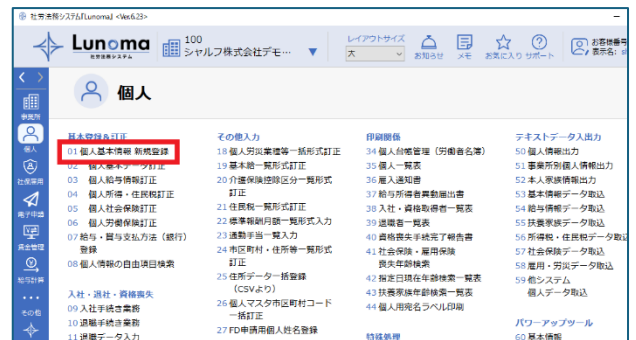 社労法務システム『Lunoma』 <Ver.6.23>
Lunoma
社労法務システム
100
シャルフ株式会社デモ… ▼
レイアウトサイズ
大
お知らせ
メモ
お気に入り
サポート
お客様番号
表示名:
事業所
個人
社保雇用
電子申請
賃金管理
給与計算
その他
個人
基本登録&訂正
01 個人基本情報 新規登録
02 個人基本データ訂正
03 個人給与情報訂正
04 個人所得・住民税訂正
05 個人社会保険訂正
06 個人労働保険訂正
07 給与・賞与支払方法（銀行）
登録
08 個人情報の自由項目検索
入社・退社・資格喪失
09 入社手続き業務
10 退職手続き業務
11 退職データ入力
その他入力
18 個人労災業種等一括形式訂正
19 基本給一覧形式訂正
20 介護保険控除区分一覧形式
訂正
21 住民税一覧形式訂正
22 標準報酬月額一覧形式入力
23 通勤手当一覧入力
24 市区町村・住所等一覧形式
訂正
25 住所データ一括登録
（CSVより）
26 個人マスタ市区町村コード
一括訂正
27 FD申請用個人姓名登録
印刷関係
34 個人台帳管理（労働者名簿）
35 個人一覧表
36 雇入通知書
37 給与所得者異動届出書
38 入社・資格取得者一覧表
39 退職者一覧表
40 資格喪失手続完了報告書
41 社会保険・雇用保険
喪失年齢検索
42 指定日現在年齢検索一覧表
43 扶養家族年齢検索一覧表
44 個人用宛名ラベル印刷
特殊処理
テキストデータ入出力
50 個人情報出力
51 事業所別個人情報出力
52 本人家族情報出力
53 基本情報データ取込
54 給与情報データ取込
55 扶養家族データ取込
56 所得税・住民税データ取込
57 社会保険データ取込
58 雇用・労災データ取込
59 他システム
個人データ取込
パワーアップツール
60 基本情報